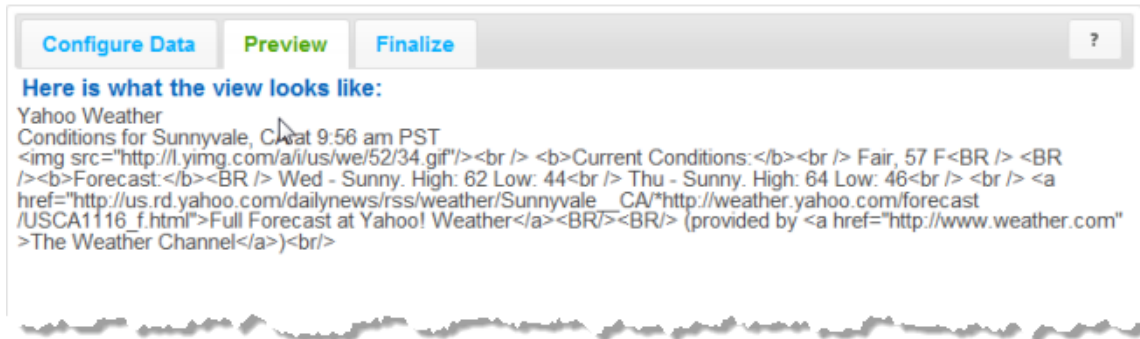 Configure Data Preview Finalize ?
Here is what the view looks like:
Yahoo Weather
Conditions for Sunnyvale, CA at 9:56 am PST
<img src="http://l.yimg.com/a/i/us/we/52/34.gif"/><br /> <b>Current Conditions:</b><br /> Fair, 57 F<BR /> <BR
/><b>Forecast:</b><BR /> Wed - Sunny. High: 62 Low: 44<br /> Thu - Sunny. High: 64 Low: 46<br /> <br /> <a
href="http://us.rd.yahoo.com/dailynews/rss/weather/Sunnyvale__CA/*http://weather.yahoo.com/forecast
/USCA1116_f.html">Full Forecast at Yahoo! Weather</a><BR/><BR/> (provided by <a href="http://www.weather.com"
>The Weather Channel</a>)<br/>